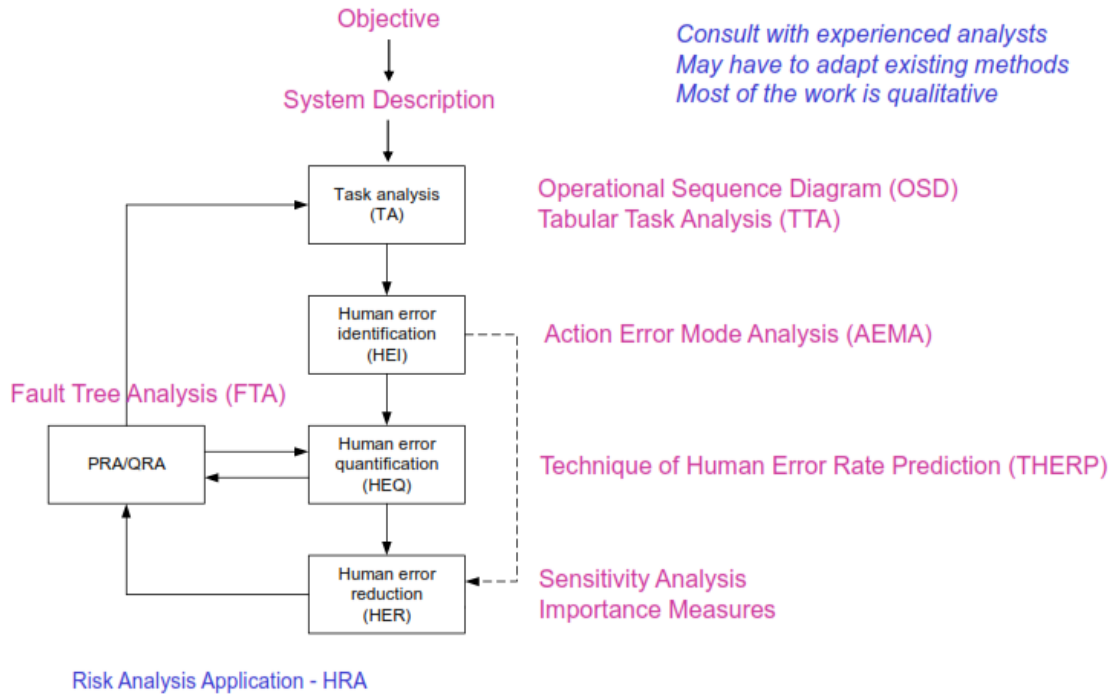 Objective
Consult with experienced analysts
May have to adapt existing methods
Most of the work is qualitative
System Description
Task analysis
(TA)
Operational Sequence Diagram (OSD)
Tabular Task Analysis (TTA)
Human error
identification
(HEI)
Action Error Mode Analysis (AEMA)
Fault Tree Analysis (FTA)
PRA/QRA
Human error
quantification
(HEQ)
Technique of Human Error Rate Prediction (THERP)
Human error
reduction
(HER)
Sensitivity Analysis
Importance Measures
Risk Analysis Application - HRA